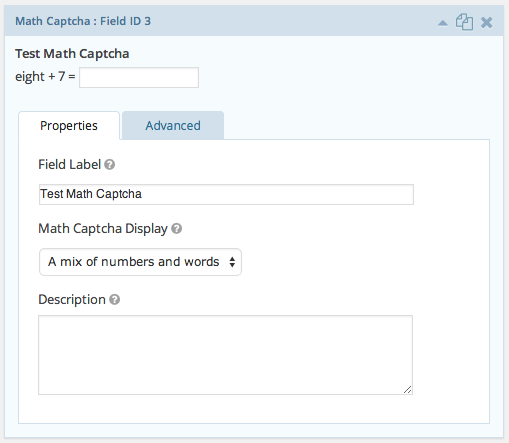 Math Captcha : Field ID 3
Test Math Captcha
eight + 7 =
Properties Advanced
Field Label ?
Test Math Captcha
Math Captcha Display ?
A mix of numbers and words
Description ?